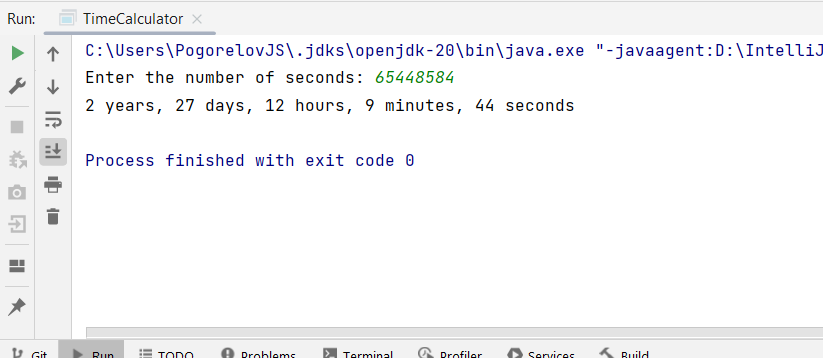 Run: TimeCalculator
C:\Users\PogorelovJS\.jdks\openjdk-20\bin\java.exe "-javaagent:D:\IntelliJ
Enter the number of seconds: 65448584
2 years, 27 days, 12 hours, 9 minutes, 44 seconds
Process finished with exit code 0
Git Run TODO Problems Terminal Profiler Services Build